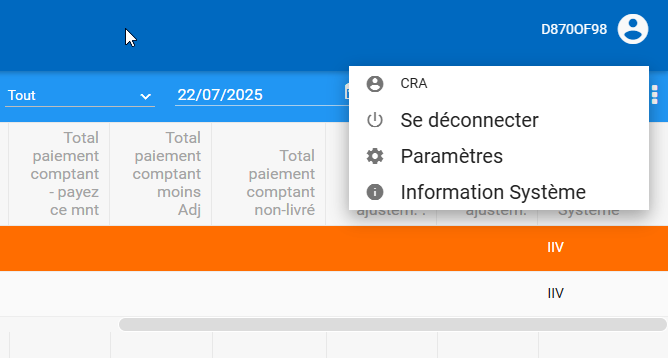 D870OF98
Tout
22/07/2025
CRA
Se déconnecter
Paramètres
Information Système
Total
paiement
comptant
- payez
ce mnt
Total
paiement
comptant
moins
Adj
Total
paiement
comptant
non-livré
ajustem. .
ajustem.
Système
IIV
IIV